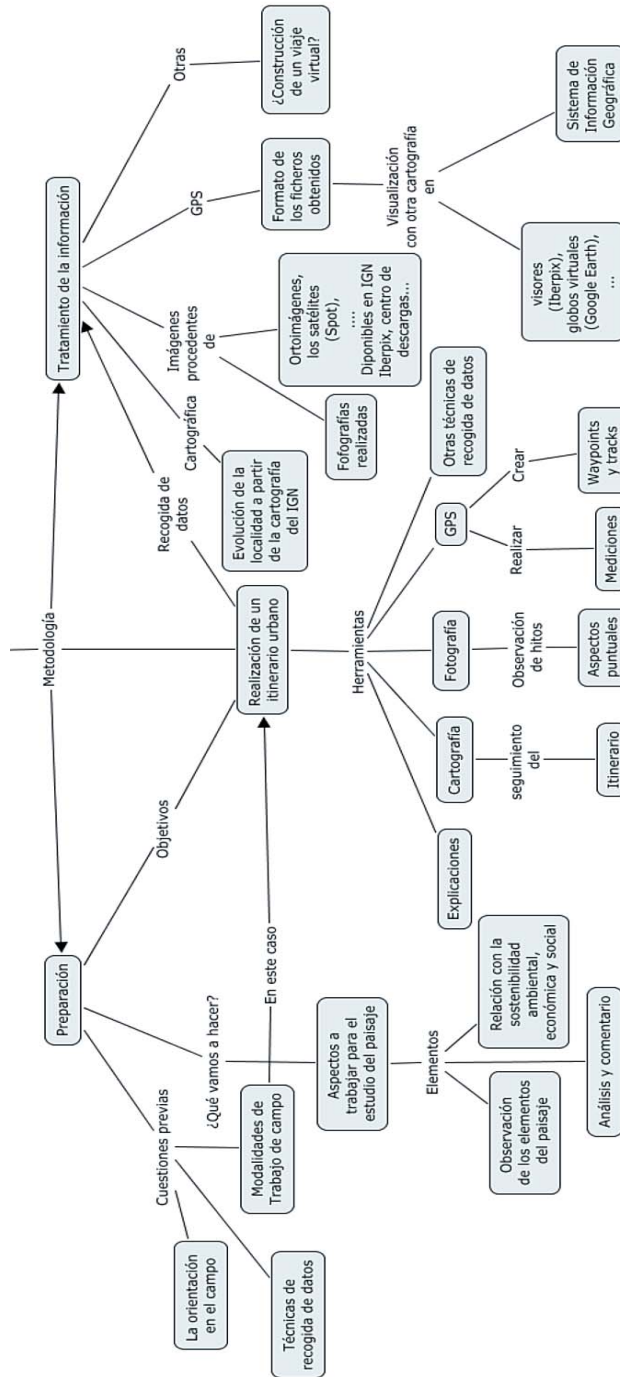 Metodología
Preparación
Tratamiento de la información
Cuestiones previas
¿Qué vamos a hacer?
Objetivos
Recogida de
datos
Cartográfica
Imágenes
procedentes
de
GPS
Otras
La orientación
en el campo
Técnicas de
recogida de datos
Modalidades de
Trabajo de campo
En este caso
Realización de un
itinerario urbano
Evolución de la
localidad a partir
de la cartografía
del IGN
Fofografías
realizadas
Ortoimágenes,
los satélites
(Spot),
....
Diponibles en IGN
Iberpix, centro de
descargas...
Formato de
los ficheros
obtenidos
¿Construcción
de un viaje
virtual?
Visualización
con otra cartografía
en
visores
(Iberpix),
globos virtuales
(Google Earth),
...
Sistema de
Información
Geográfica
Aspectos a
trabajar para el
estudio del paisaje
Elementos
Observación
de los elementos
del paisaje
Análisis y comentario
Relación con la
sostenibilidad
ambiental,
económica y social
Herramientas
Explicaciones
Cartografía
seguimiento
del
Itinerario
Fotografía
Observación
de hitos
Aspectos
puntuales
GPS
Realizar
Mediciones
Crear
Waypoints
y tracks
Otras técnicas de
recogida de datos